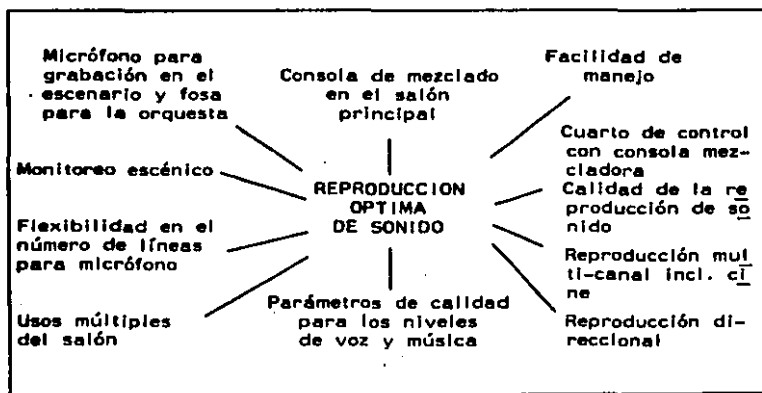 Micrófono para
grabación en el
escenario y fosa
para la orquesta
Consola de mezclado
en el salón
principal
Facilidad de
manejo
Monitoreo escénico
Flexibilidad en el
número de líneas
para micrófono
Usos múltiples
del salón
REPRODUCCION
OPTIMA
DE SONIDO
Parámetros de calidad
para los niveles
de voz y música
Cuarto de control
con consola mez-
cladora
Calidad de la re
producción de so
nido
Reproducción mul
ti-canal incl. ci
ne
Reproducción di-
reccional